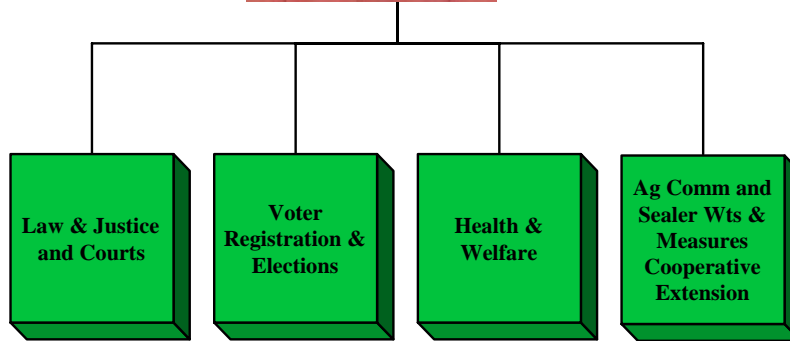 Law & Justice
and Courts
Voter
Registration &
Elections
Health &
Welfare
Ag Comm and
Sealer Wts &
Measures
Cooperative
Extension